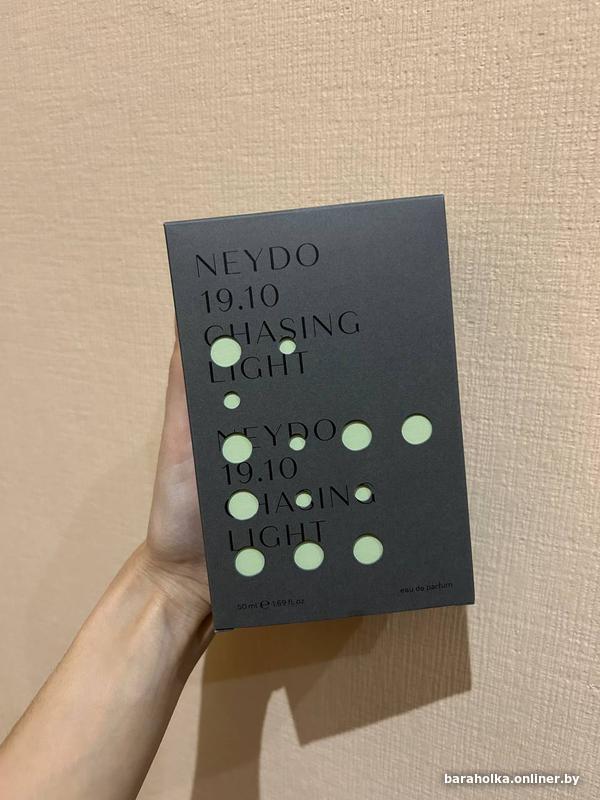 NEYDO
19.10
CHASING
LIGHT
NEYDO
19.10
CHASING
LIGHT
50 ml ℮ 1.69 fl. oz
eau de parfum
baraholka.onliner.by